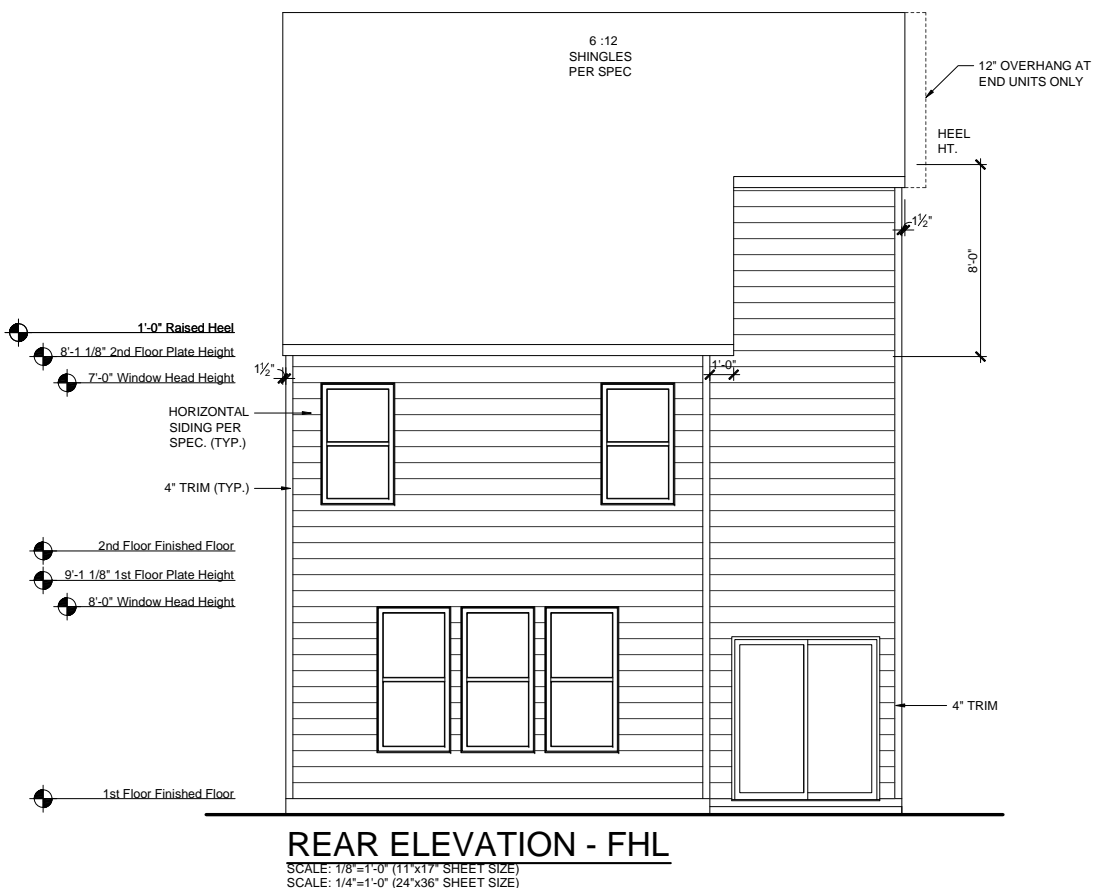 6 :12
SHINGLES
PER SPEC
12" OVERHANG AT
END UNITS ONLY
HEEL
HT.
1½"
8'-0"
1'-0" Raised Heel
8'-1 1/8" 2nd Floor Plate Height
1½"
1'-0"
7'-0" Window Head Height
HORIZONTAL
SIDING PER
SPEC. (TYP.)
4" TRIM (TYP.)
2nd Floor Finished Floor
9'-1 1/8" 1st Floor Plate Height
8'-0" Window Head Height
4" TRIM
1st Floor Finished Floor
REAR ELEVATION - FHL
SCALE: 1/8"=1'-0" (11"x17" SHEET SIZE)
SCALE: 1/4"=1'-0" (24"x36" SHEET SIZE)